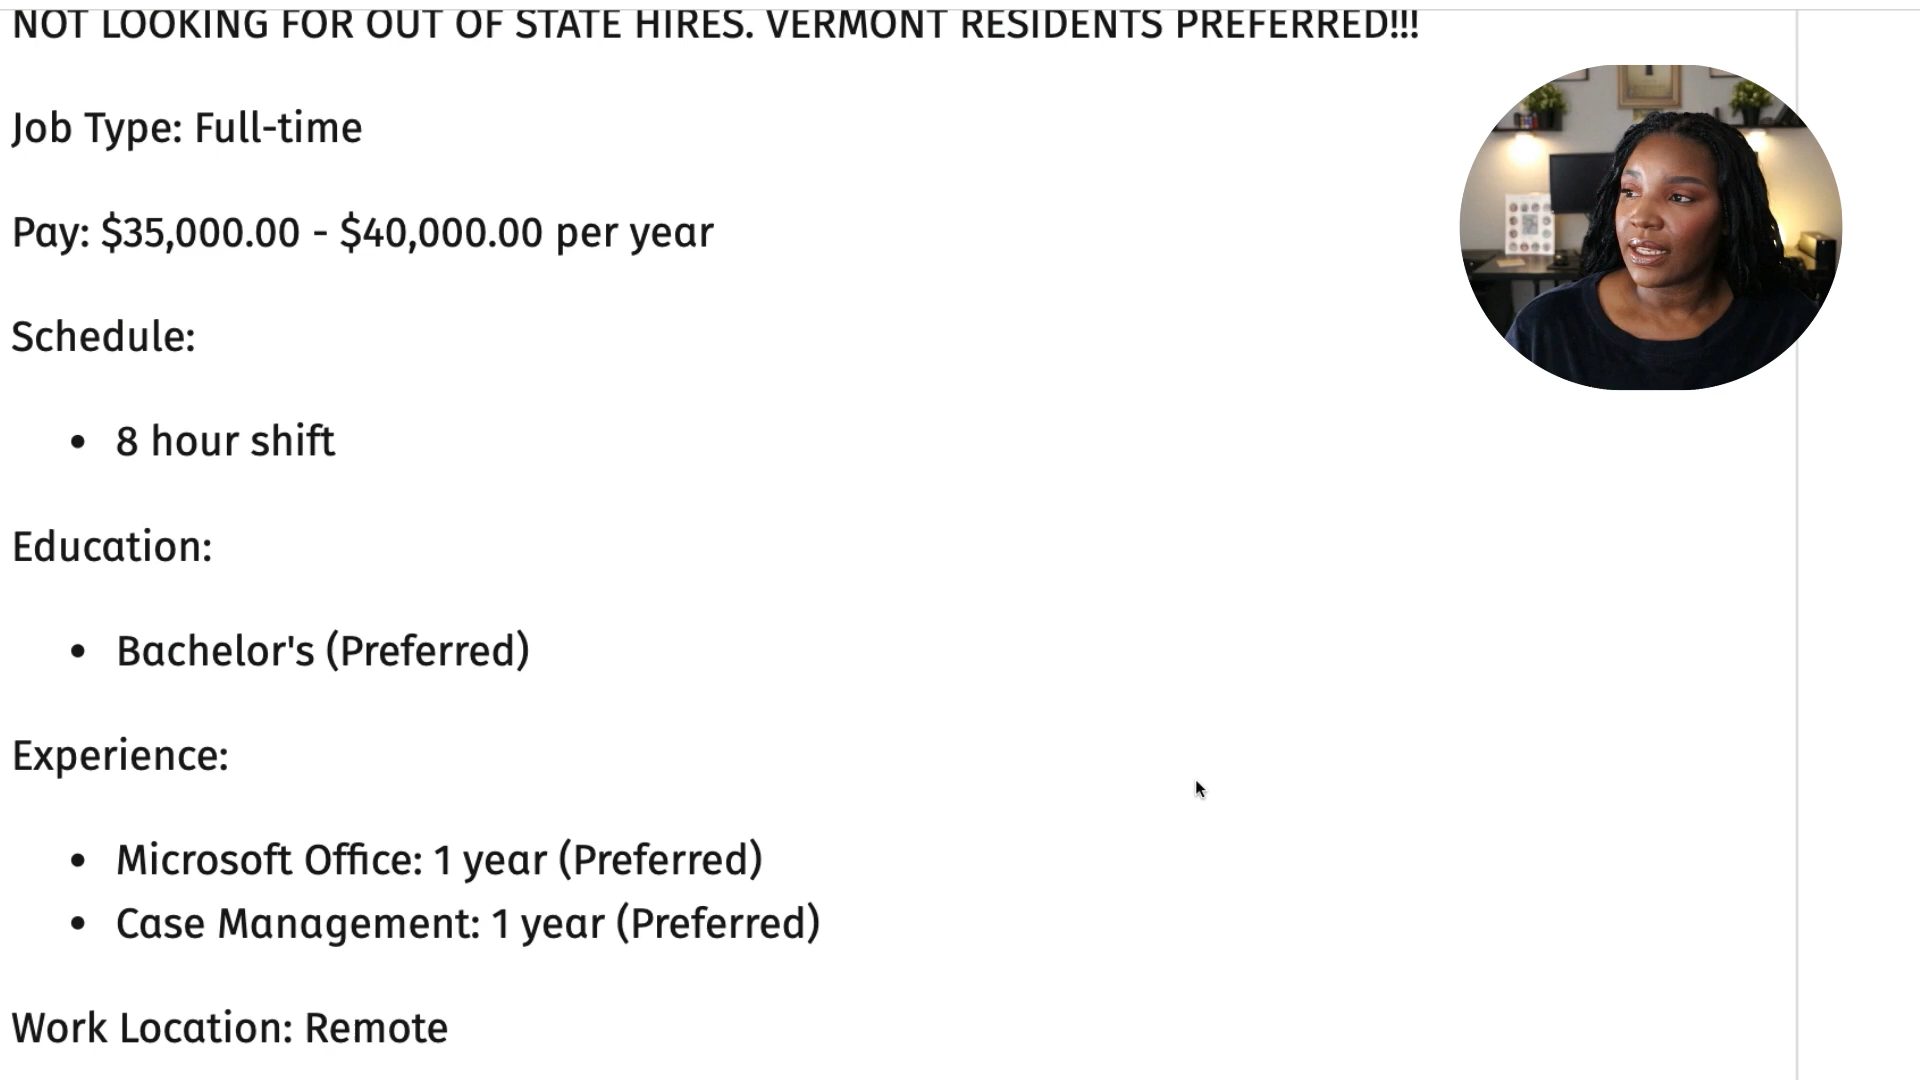 NOT LOOKING FOR OUT OF STATE HIRES. VERMONT RESIDENTS PREFERRED!!!
Job Type: Full-time
Pay: $35,000.00 - $40,000.00 per year
Schedule:
• 8 hour shift
Education:
• Bachelor's (Preferred)
Experience:
• Microsoft Office: 1 year (Preferred)
• Case Management: 1 year (Preferred)
Work Location: Remote